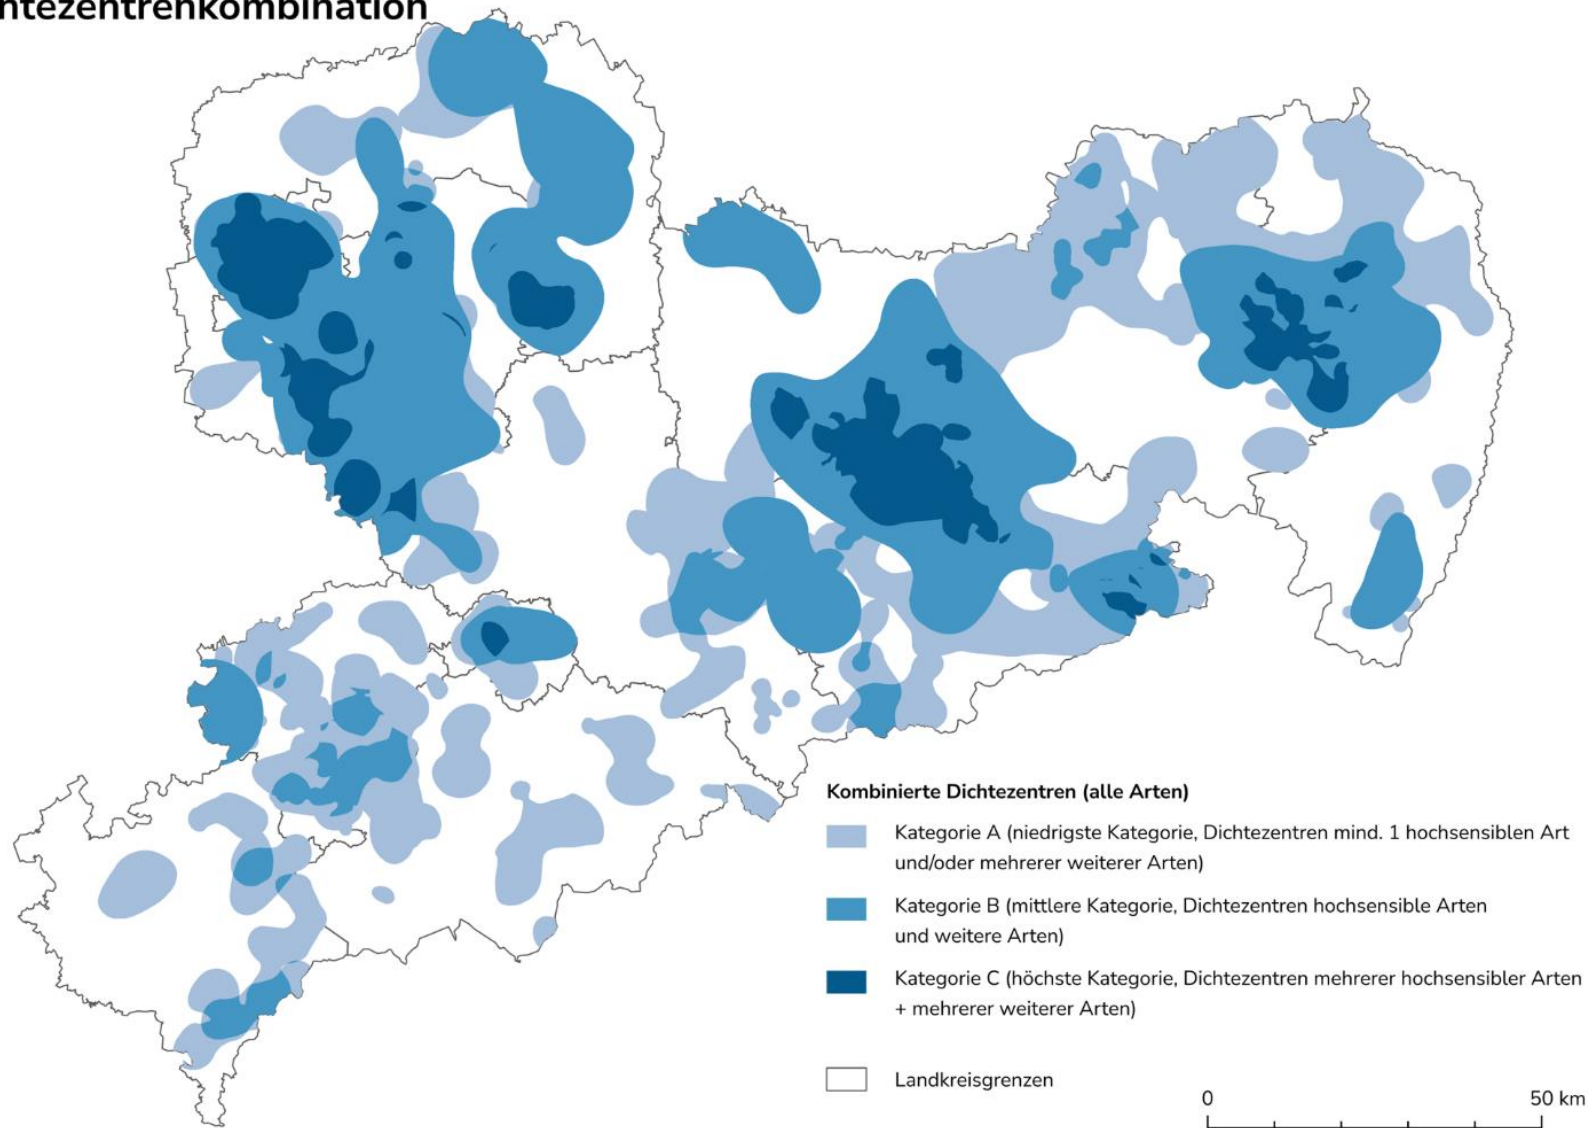 ntezentrenkombination
Kombinierte Dichtezentren (alle Arten)
Kategorie A (niedrigste Kategorie, Dichtezentren mind. 1 hochsensiblen Art
und/oder mehrerer weiterer Arten)
Kategorie B (mittlere Kategorie, Dichtezentren hochsensible Arten
und weitere Arten)
Kategorie C (höchste Kategorie, Dichtezentren mehrerer hochsensibler Arten
+ mehrerer weiterer Arten)
Landkreisgrenzen
0 50 km